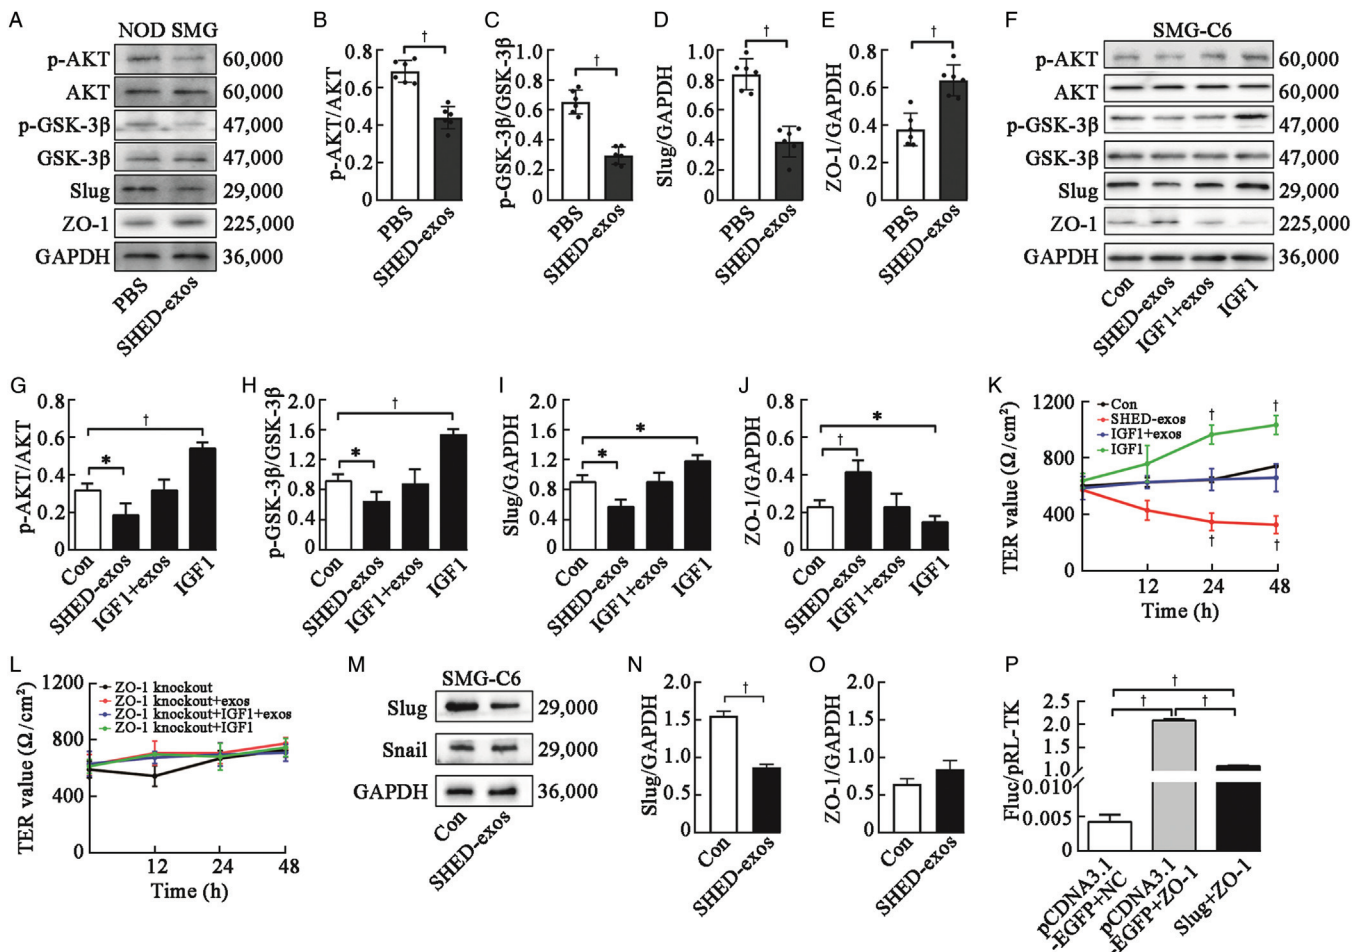 A
NOD SMG
p-AKT 60,000
AKT 60,000
p-GSK-3β 47,000
GSK-3β 47,000
Slug 29,000
ZO-1 225,000
GAPDH 36,000
PBS
SHED-exos
B
†
p-AKT/AKT
0.8
0.6
0.4
0.2
0
PBS
SHED-exos
C
†
p-GSK-3β/GSK-3β
1.0
0.8
0.6
0.4
0.2
0
PBS
SHED-exos
D
†
Slug/GAPDH
1.0
0.8
0.6
0.4
0.2
0
PBS
SHED-exos
E
†
ZO-1/GAPDH
0.8
0.6
0.4
0.2
0
PBS
SHED-exos
F
SMG-C6
p-AKT 60,000
AKT 60,000
p-GSK-3β 47,000
GSK-3β 47,000
Slug 29,000
ZO-1 225,000
GAPDH 36,000
Con
SHED-exos
IGF1+exos
IGF1
G
†
*
p-AKT/AKT
0.8
0.6
0.4
0.2
0
Con
SHED-exos
IGF1+exos
IGF1
H
†
*
p-GSK-3β/GSK-3β
2.0
1.6
1.2
0.8
0.4
0
Con
SHED-exos
IGF1+exos
IGF1
I
*
*
Slug/GAPDH
2.0
1.6
1.2
0.8
0.4
0
Con
SHED-exos
IGF1+exos
IGF1
J
*
†
ZO-1/GAPDH
0.8
0.6
0.4
0.2
0
Con
SHED-exos
IGF1+exos
IGF1
K
Con
SHED-exos
IGF1+exos
IGF1
† †
† †
TER value (Ω/cm²)
1200
800
400
0
12 24 48
Time (h)
L
ZO-1 knockout
ZO-1 knockout+exos
ZO-1 knockout+IGF1+exos
ZO-1 knockout+IGF1
TER value (Ω/cm²)
1200
800
400
0
12 24 48
Time (h)
M
SMG-C6
Slug 29,000
Snail 29,000
GAPDH 36,000
Con
SHED-exos
N
†
Slug/GAPDH
2.0
1.5
1.0
0.5
0
Con
SHED-exos
O
ZO-1/GAPDH
2.0
1.5
1.0
0.5
0
Con
SHED-exos
P
†
† †
Fluc/pRL-TK
2.5
2.0
1.5
1.0
0.010
0.005
0
pCDNA3.1
-EGFP+NC
pCDNA3.1
-EGFP+ZO-1
Slug+ZO-1